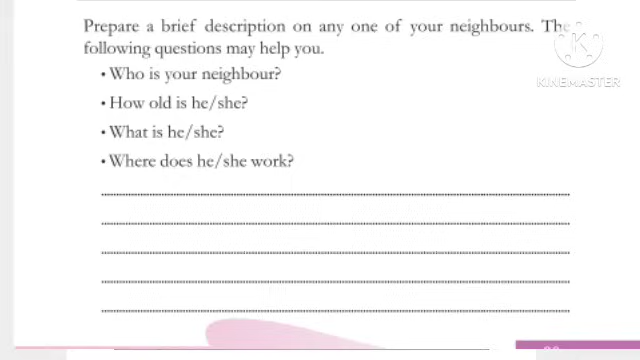 Prepare a brief description on any one of your neighbours. The
following questions may help you.
• Who is your neighbour?
• How old is he/she?
• What is he/she?
• Where does he/she work?
KINEMASTER